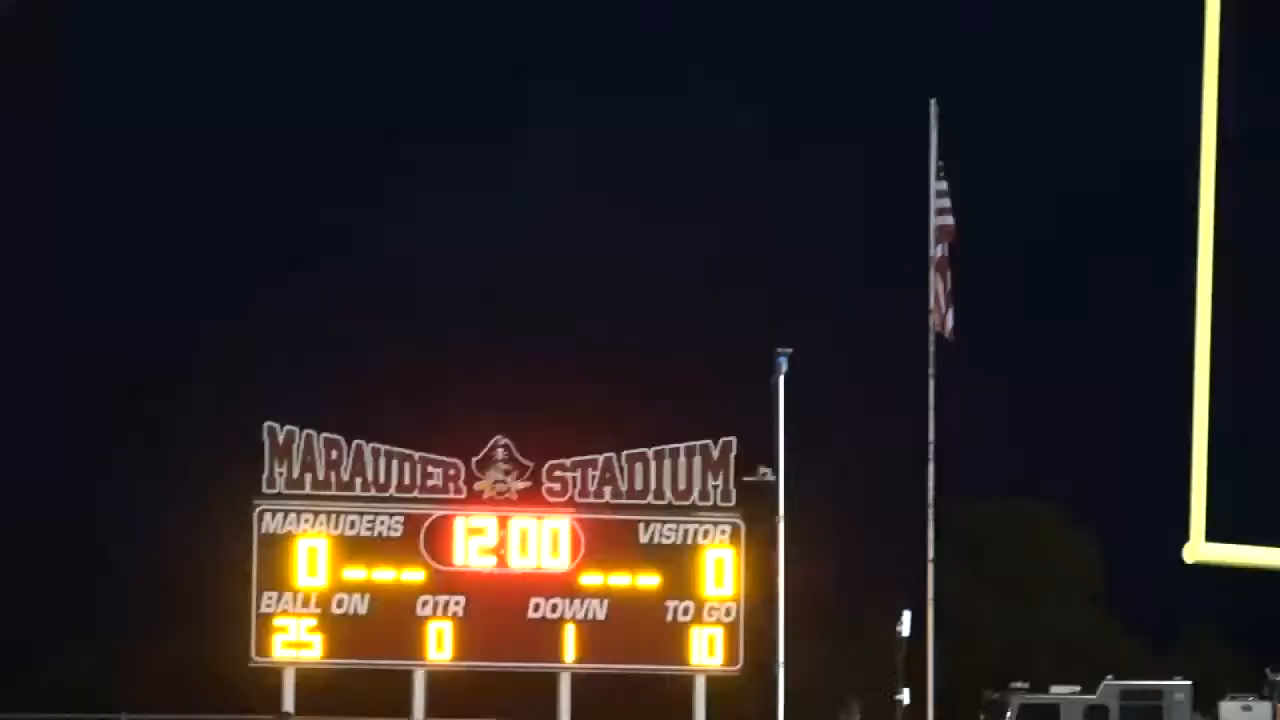 MARAUDER STADIUM
MARAUDERS 12:00 VISITOR
0 0
BALL ON QTR DOWN TO GO
25 0 1 10